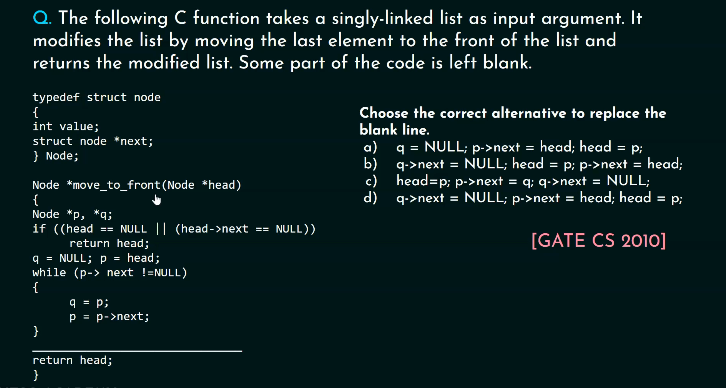 Q. The following C function takes a singly-linked list as input argument. It
modifies the list by moving the last element to the front of the list and
returns the modified list. Some part of the code is left blank.
typedef struct node
{
int value;
struct node *next;
} Node;
Node *move_to_front(Node *head)
{
Node *p, *q;
if ((head == NULL || (head->next == NULL))
return head;
q = NULL; p = head;
while (p-> next !=NULL)
{
q = p;
p = p->next;
}
return head;
}
Choose the correct alternative to replace the
blank line.
a) q = NULL; p->next = head; head = p;
b) q->next = NULL; head = p; p->next = head;
c) head=p; p->next = q; q->next = NULL;
d) q->next = NULL; p->next = head; head = p;
[GATE CS 2010]